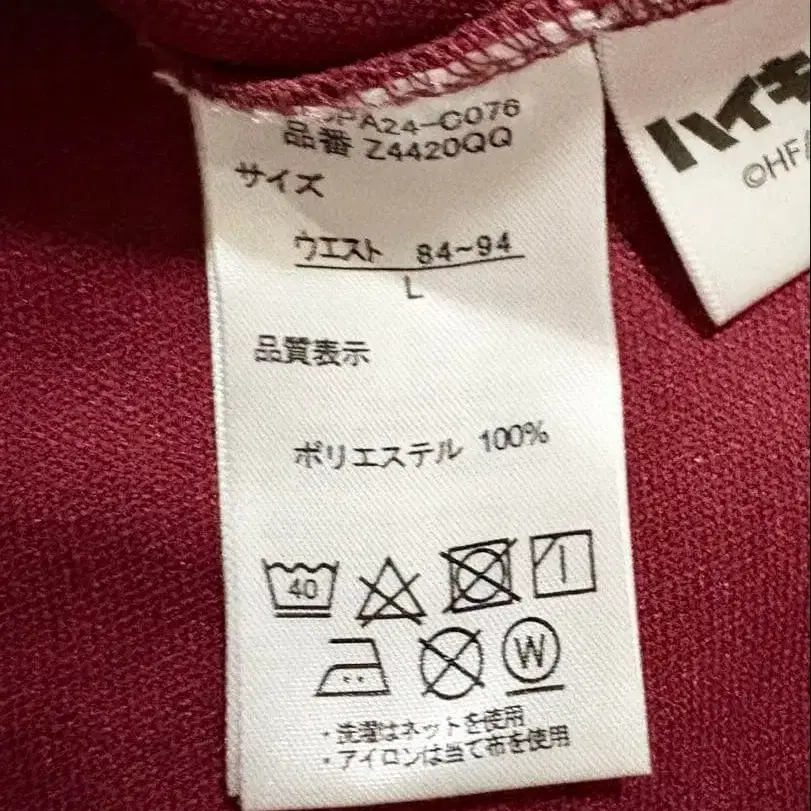 PA24-C076
品番 Z4420QQ
サイズ
ウエスト 84~94
L
品質表示
ポリエステル 100%
40
W
・洗濯はネットを使用
・アイロンは当て布を使用
ハイキ
©HF